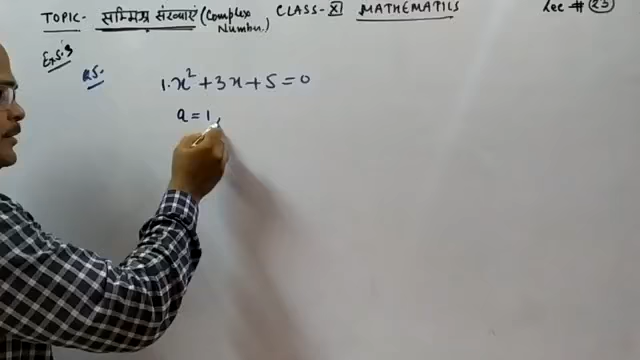 TOPIC- सम्मिश्र संख्याएं (Complex Number.) CLASS-XI MATHEMATICS Lec # 23
Ex 5.3
Q5. 1.x² + 3x + 5 = 0
a = 1,